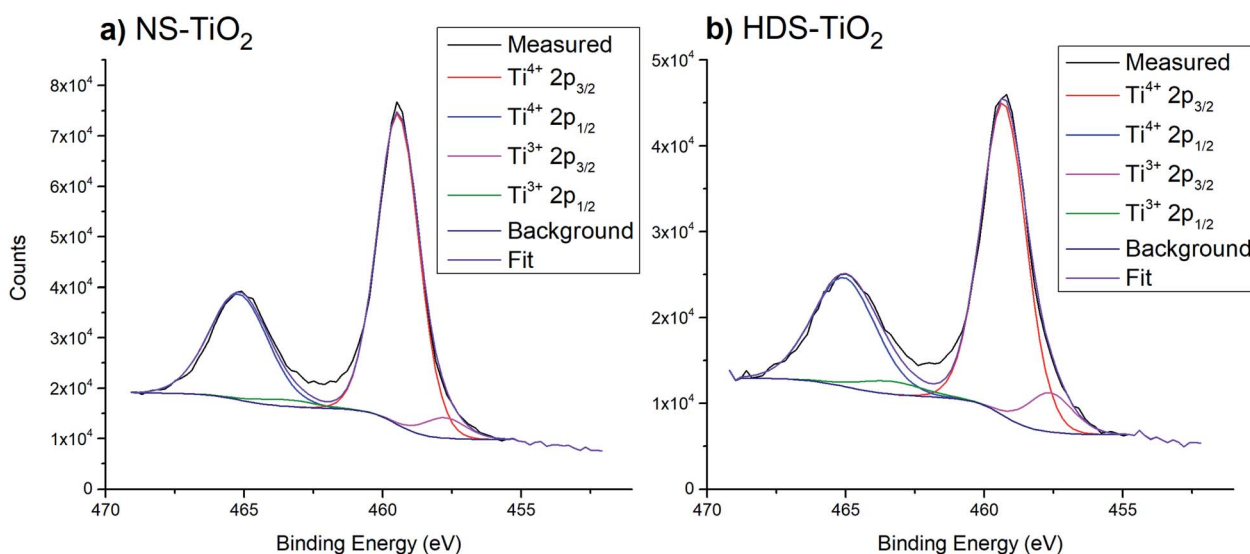 a) NS-TiO₂
Measured
Ti⁴⁺ 2p₃/₂
Ti⁴⁺ 2p₁/₂
Ti³⁺ 2p₃/₂
Ti³⁺ 2p₁/₂
Background
Fit
8x10⁴
7x10⁴
6x10⁴
5x10⁴
4x10⁴
3x10⁴
2x10⁴
1x10⁴
0
Counts
470
465
460
455
Binding Energy (eV)
b) HDS-TiO₂
Measured
Ti⁴⁺ 2p₃/₂
Ti⁴⁺ 2p₁/₂
Ti³⁺ 2p₃/₂
Ti³⁺ 2p₁/₂
Background
Fit
5x10⁴
4x10⁴
3x10⁴
2x10⁴
1x10⁴
0
470
465
460
455
Binding Energy (eV)